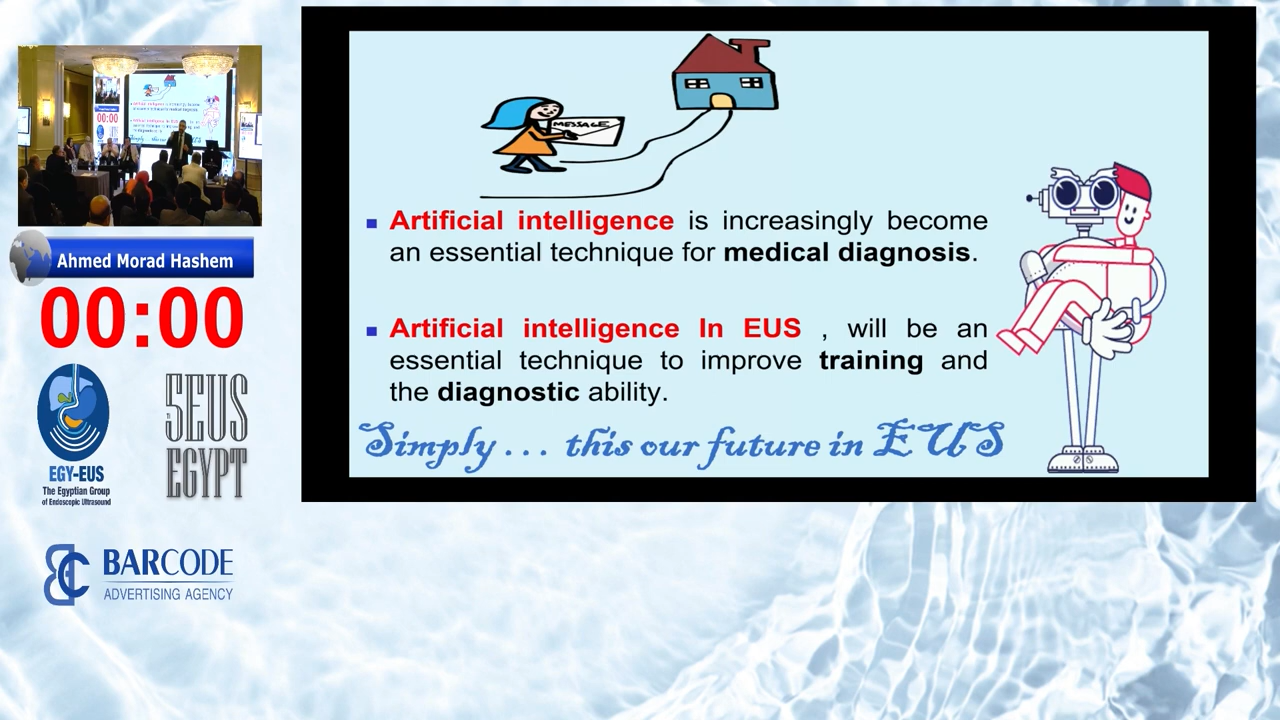 Ahmed Morad Hashem
00:00
EGY-EUS
The Egyptian Group
of Endoscopic Ultrasound
5EUS
EGYPT
BARCODE
ADVERTISING AGENCY
MESSAGE
Artificial intelligence is increasingly become
an essential technique for medical diagnosis.
Artificial intelligence In EUS , will be an
essential technique to improve training and
the diagnostic ability.
Simply ... this our future in EUS